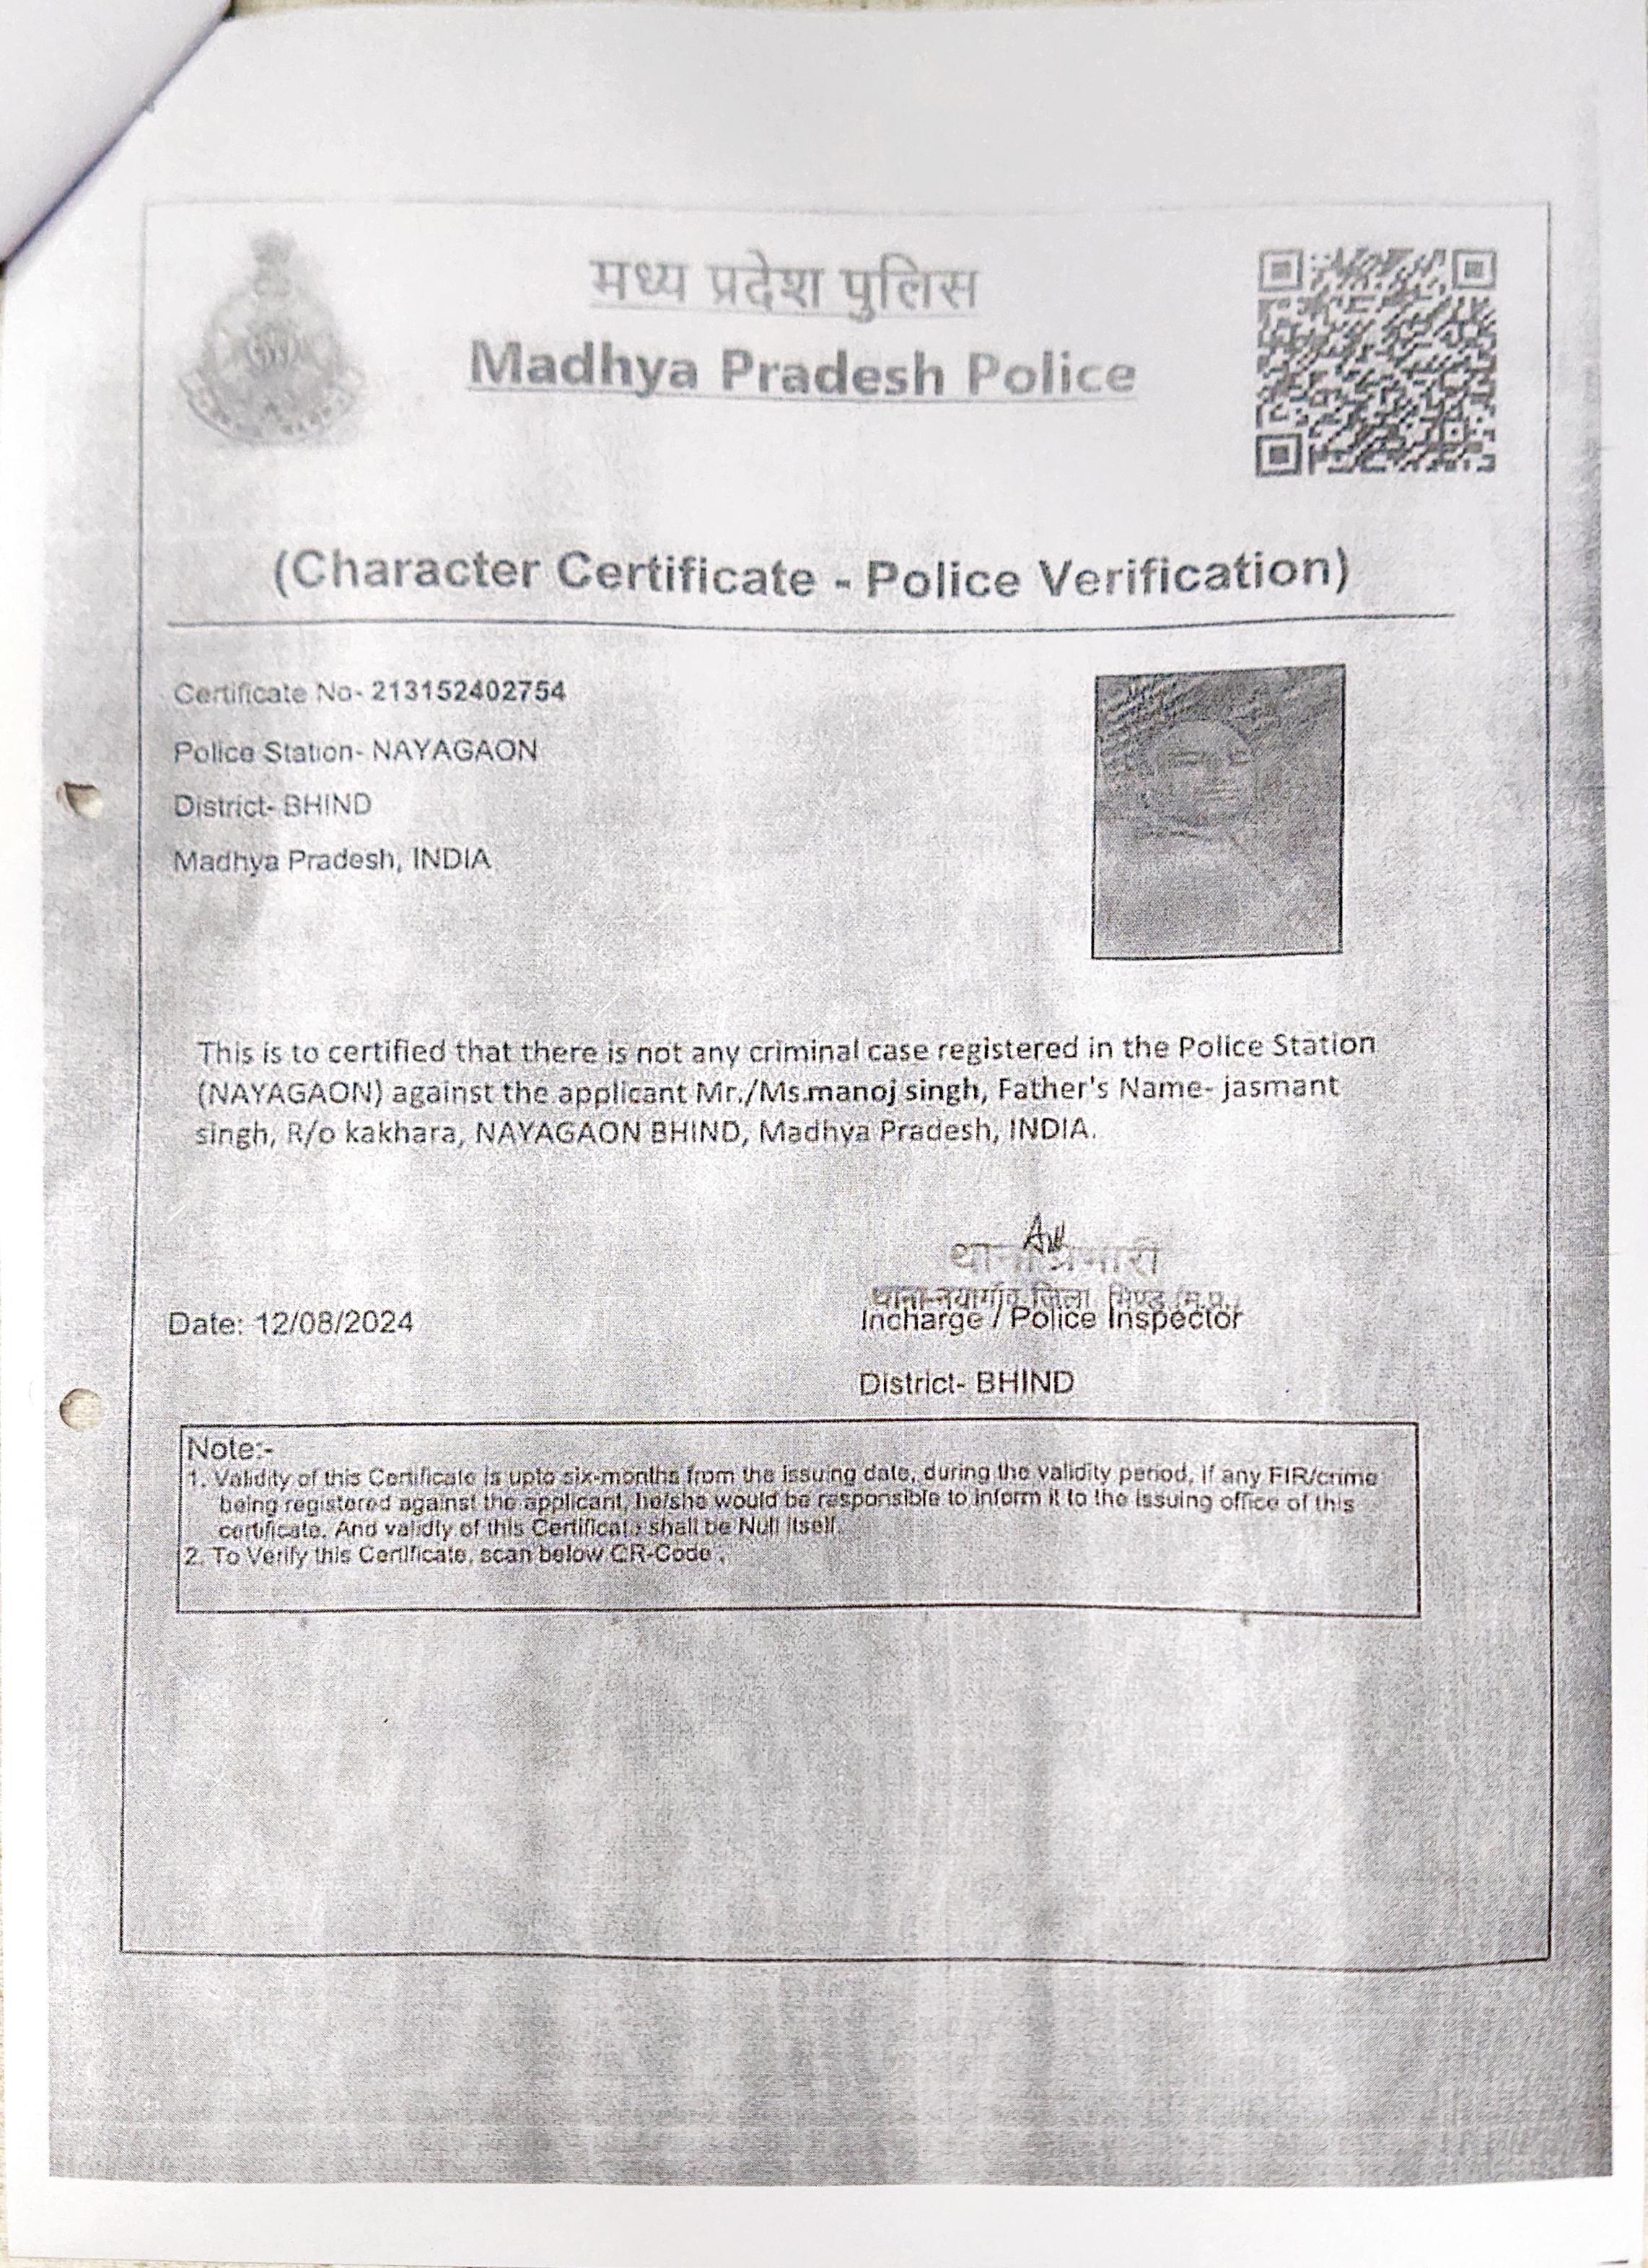 मध्य प्रदेश पुलिस
Madhya Pradesh Police
(Character Certificate - Police Verification)
Certificate No- 213152402754
Police Station- NAYAGAON
District- BHIND
Madhya Pradesh, INDIA
This is to certified that there is not any criminal case registered in the Police Station
(NAYAGAON) against the applicant Mr./Ms.manoj singh, Father's Name- jasmant
singh, R/o kakhara, NAYAGAON BHIND, Madhya Pradesh, INDIA.
थाना प्रभारी
थाना-नयागाँव जिला भिण्ड (म.प्र.)
Date: 12/08/2024
Incharge / Police Inspector
District- BHIND
Note:-
1. Validity of this Certificate is upto six-months from the issuing date, during the validity period, if any FIR/crime
being registered against the applicant, he/she would be responsible to inform it to the issuing office of this
certificate. And validly of this Certificate shall be Null itself.
2. To Verify this Certificate, scan below QR-Code .